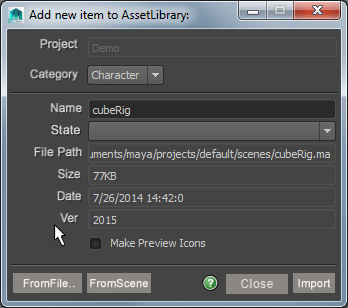 Add new item to AssetLibrary:
Project Demo
Category Character
Name cubeRig
State
File Path uments/maya/projects/default/scenes/cubeRig.ma
Size 77KB
Date 7/26/2014 14:42:0
Ver 2015
Make Preview Icons
FromFile.. FromScene ? Close Import